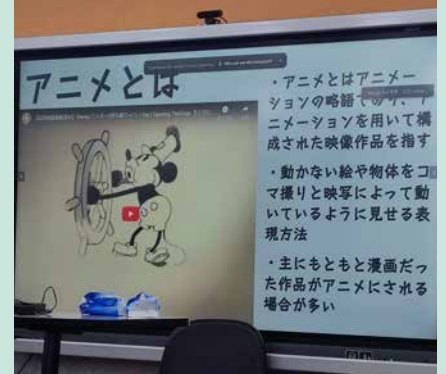 アニメとは
・アニメとはアニメー
ションの略語であり、ア
ニメーションを用いて構
成された映像作品を指す
・動かない絵や物体をコ
マ撮りと映写によって動
いているように見せる表
現方法
・主にもともと漫画だっ
た作品がアニメにされる
場合が多い